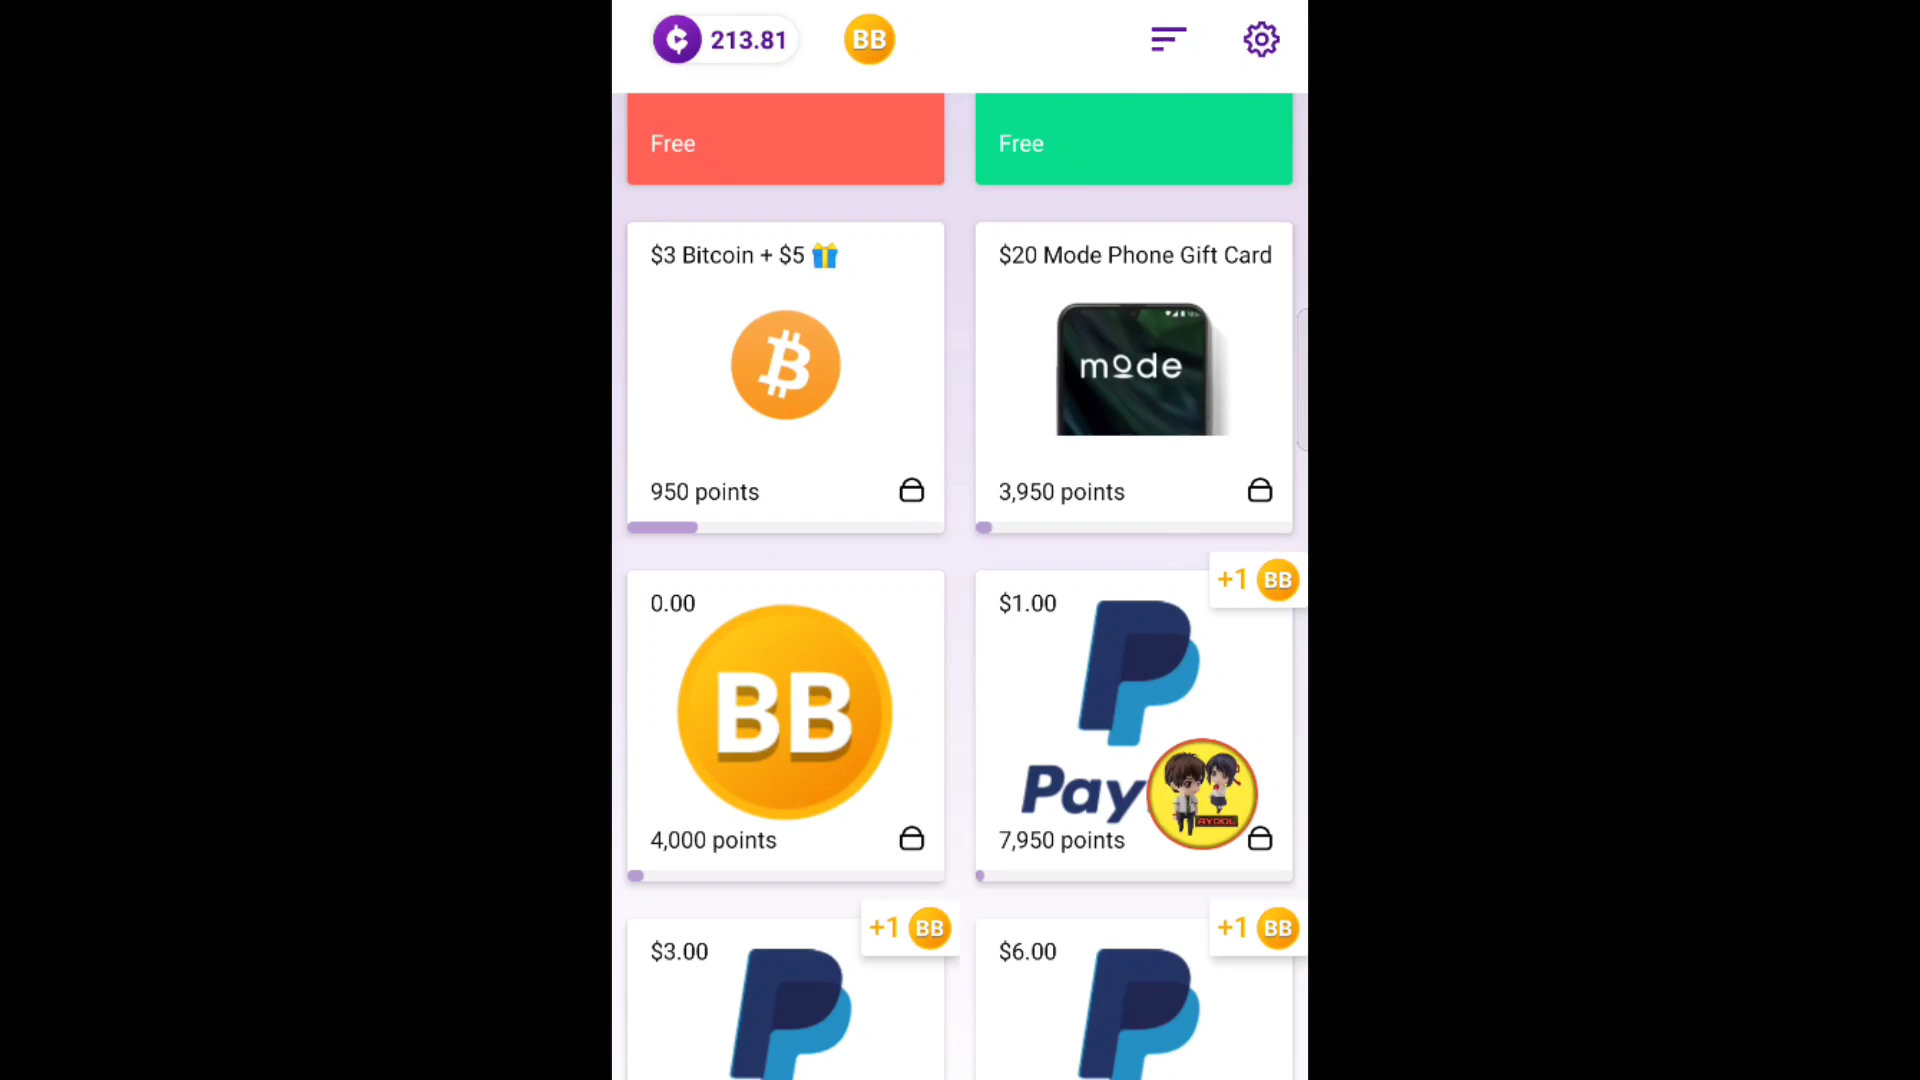 213.81
BB
Free
Free
$3 Bitcoin + $5
$20 Mode Phone Gift Card
mode
950 points
3,950 points
+1 BB
0.00
$1.00
BB
Pay
AYDOL
4,000 points
7,950 points
+1 BB
+1 BB
$3.00
$6.00